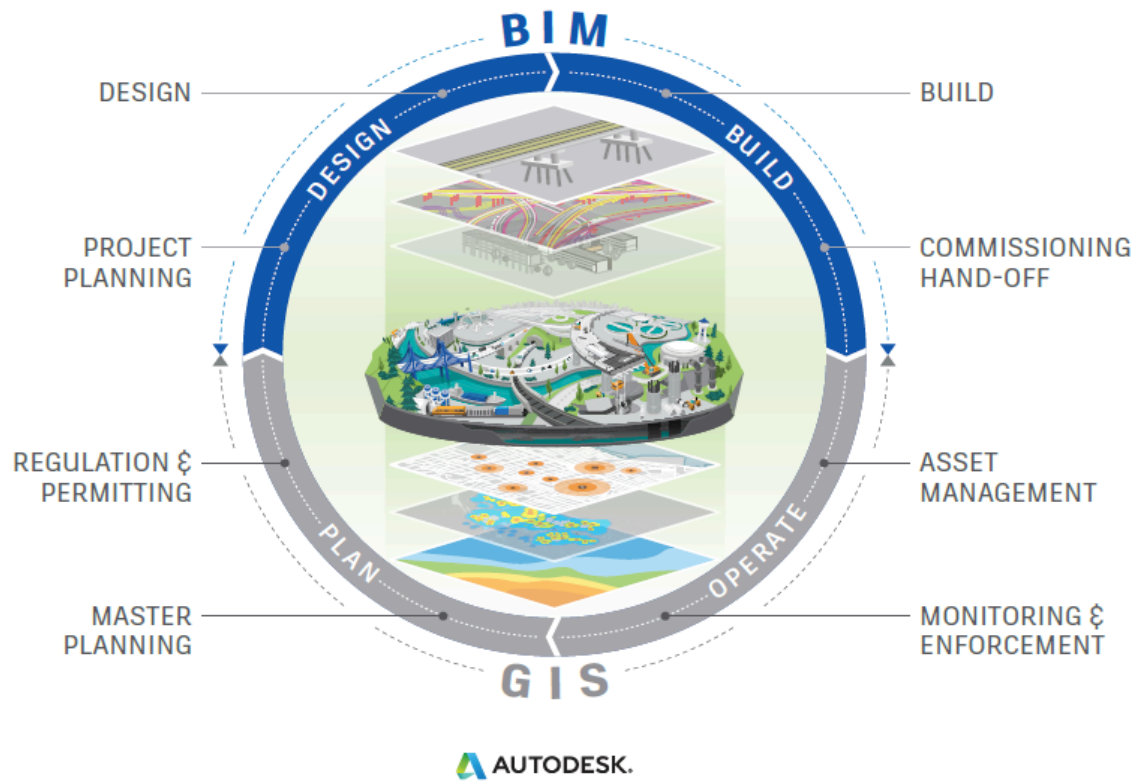 BIM
DESIGN
BUILD
DESIGN
BUILD
PROJECT
PLANNING
COMMISSIONING
HAND-OFF
REGULATION &
PERMITTING
ASSET
MANAGEMENT
PLAN
OPERATE
MASTER
PLANNING
MONITORING &
ENFORCEMENT
GIS
AUTODESK.